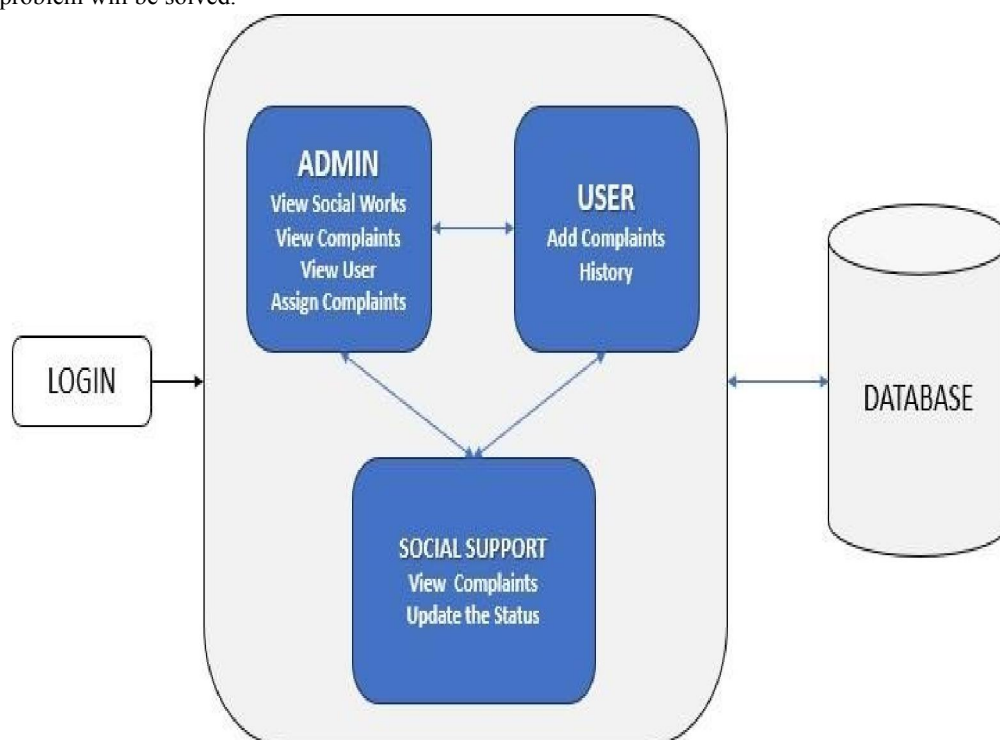 problem will be solved.
ADMIN
View Social Works
View Complaints
View User
Assign Complaints
USER
Add Complaints
History
LOGIN
DATABASE
SOCIAL SUPPORT
View Complaints
Update the Status